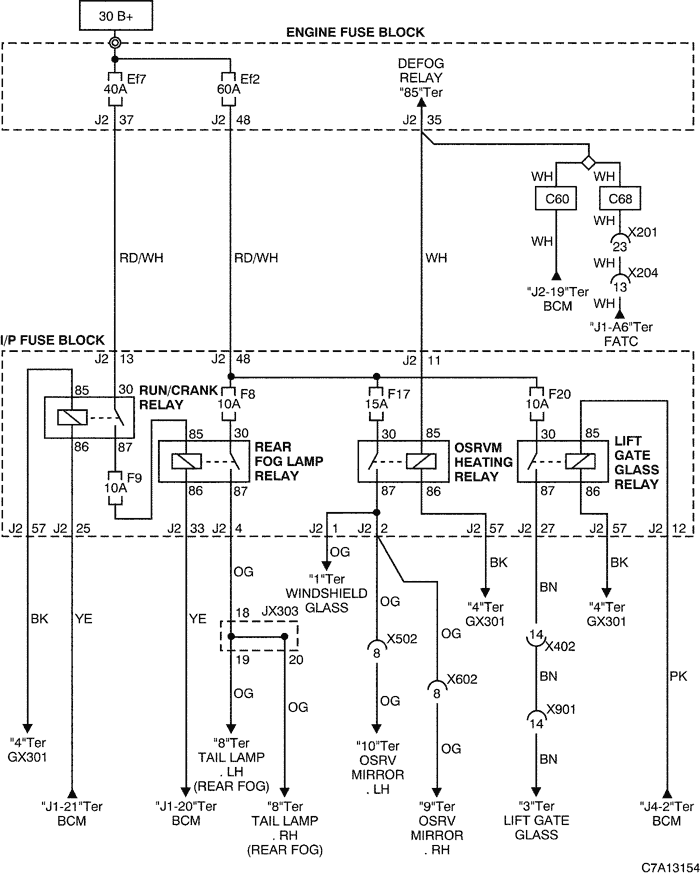 30 B+
ENGINE FUSE BLOCK
Ef7
40A
Ef2
60A
DEFOG
RELAY
"85"Ter
J2 37
J2 48
J2 35
WH WH
C60 C68
WH
X201
23
WH
WH
X204
13
WH
"J2-19"Ter
BCM
"J1-A6"Ter
FATC
RD/WH RD/WH WH
I/P FUSE BLOCK
J2 13
J2 48
J2 11
85 30
RUN/CRANK
RELAY
86 87
F8
10A
F17
15A
F20
10A
F9
10A
85 30
REAR
FOG LAMP
RELAY
86 87
30 85
OSRVM
HEATING
RELAY
87 86
30 85
LIFT
GATE
GLASS
RELAY
87 86
J2 57
J2 25
J2 33
J2 4
J2 1
J2 2
J2 57
J2 27
J2 57
J2 12
BK YE YE
OG
18 JX303
19 20
OG OG
OG
"1"Ter
WINDSHIELD
GLASS
OG
X502
8
OG
OG
X602
8
OG
BK
"4"Ter
GX301
BN
14
X402
BN
X901
14
BN
BK
"4"Ter
GX301
PK
"4"Ter
GX301
"J1-21"Ter
BCM
"J1-20"Ter
BCM
"8"Ter
TAIL LAMP
. LH
(REAR FOG)
"8"Ter
TAIL LAMP
. RH
(REAR FOG)
"10"Ter
OSRV
MIRROR
. LH
"9"Ter
OSRV
MIRROR
. RH
"3"Ter
LIFT GATE
GLASS
"J4-2"Ter
BCM
C7A13154